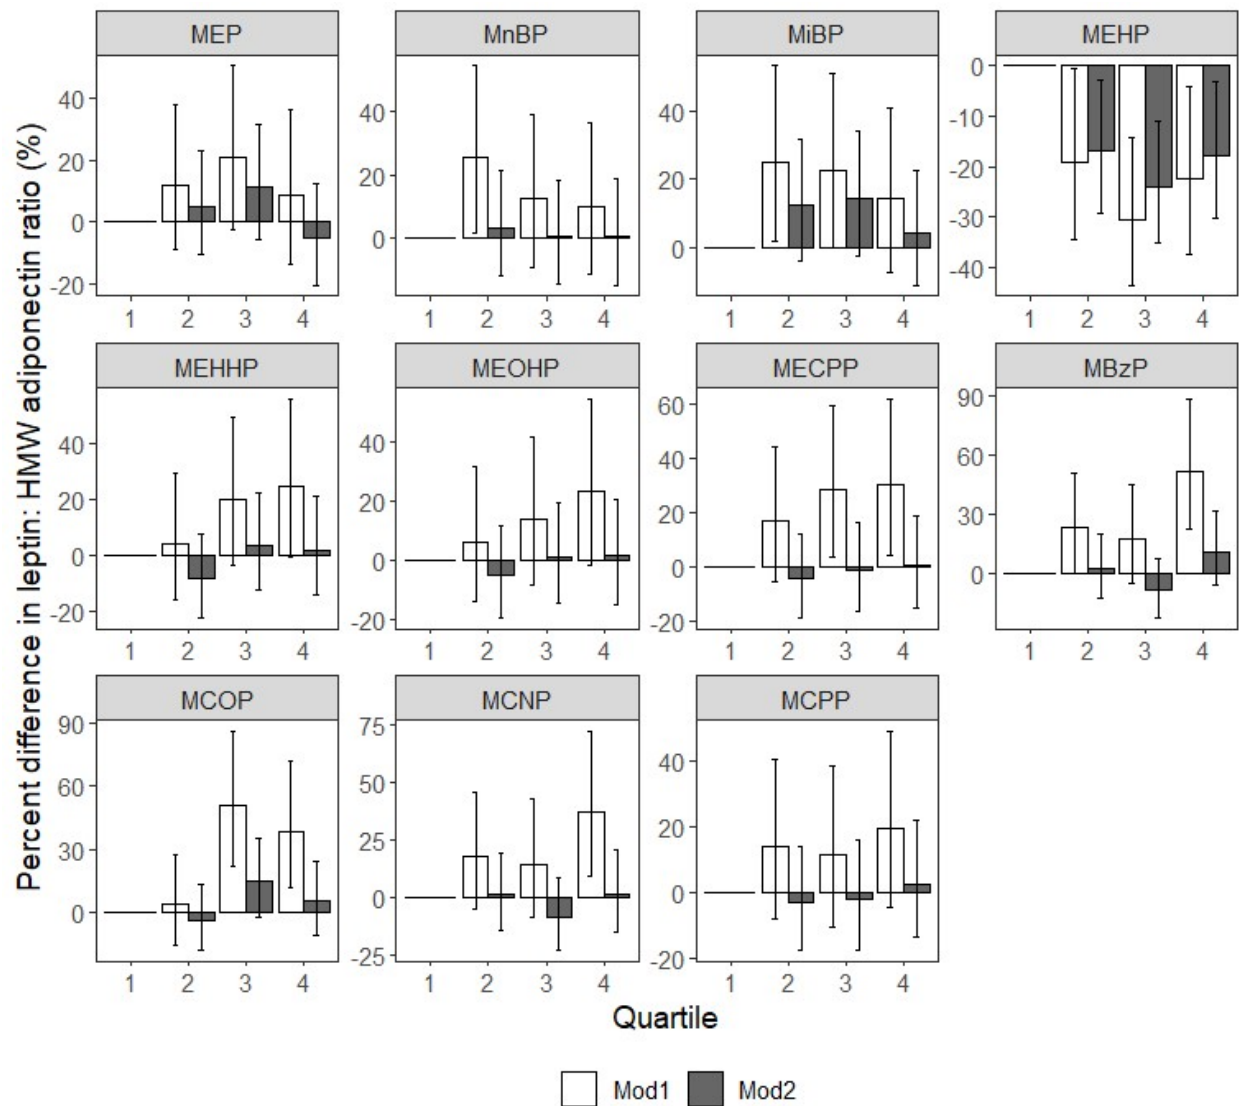 Percent difference in leptin: HMW adiponectin ratio (%)
MEP
40
20
0
-20
1 2 3 4
MnBP
40
20
0
1 2 3 4
MiBP
40
20
0
1 2 3 4
MEHP
0
-10
-20
-30
-40
1 2 3 4
MEHHP
40
20
0
-20
1 2 3 4
MEOHP
40
20
0
-20
1 2 3 4
MECPP
60
40
20
0
-20
1 2 3 4
MBzP
90
60
30
0
1 2 3 4
MCOP
90
60
30
0
1 2 3 4
MCNP
75
50
25
0
-25
1 2 3 4
MCPP
40
20
0
-20
1 2 3 4
Quartile
Mod1 Mod2